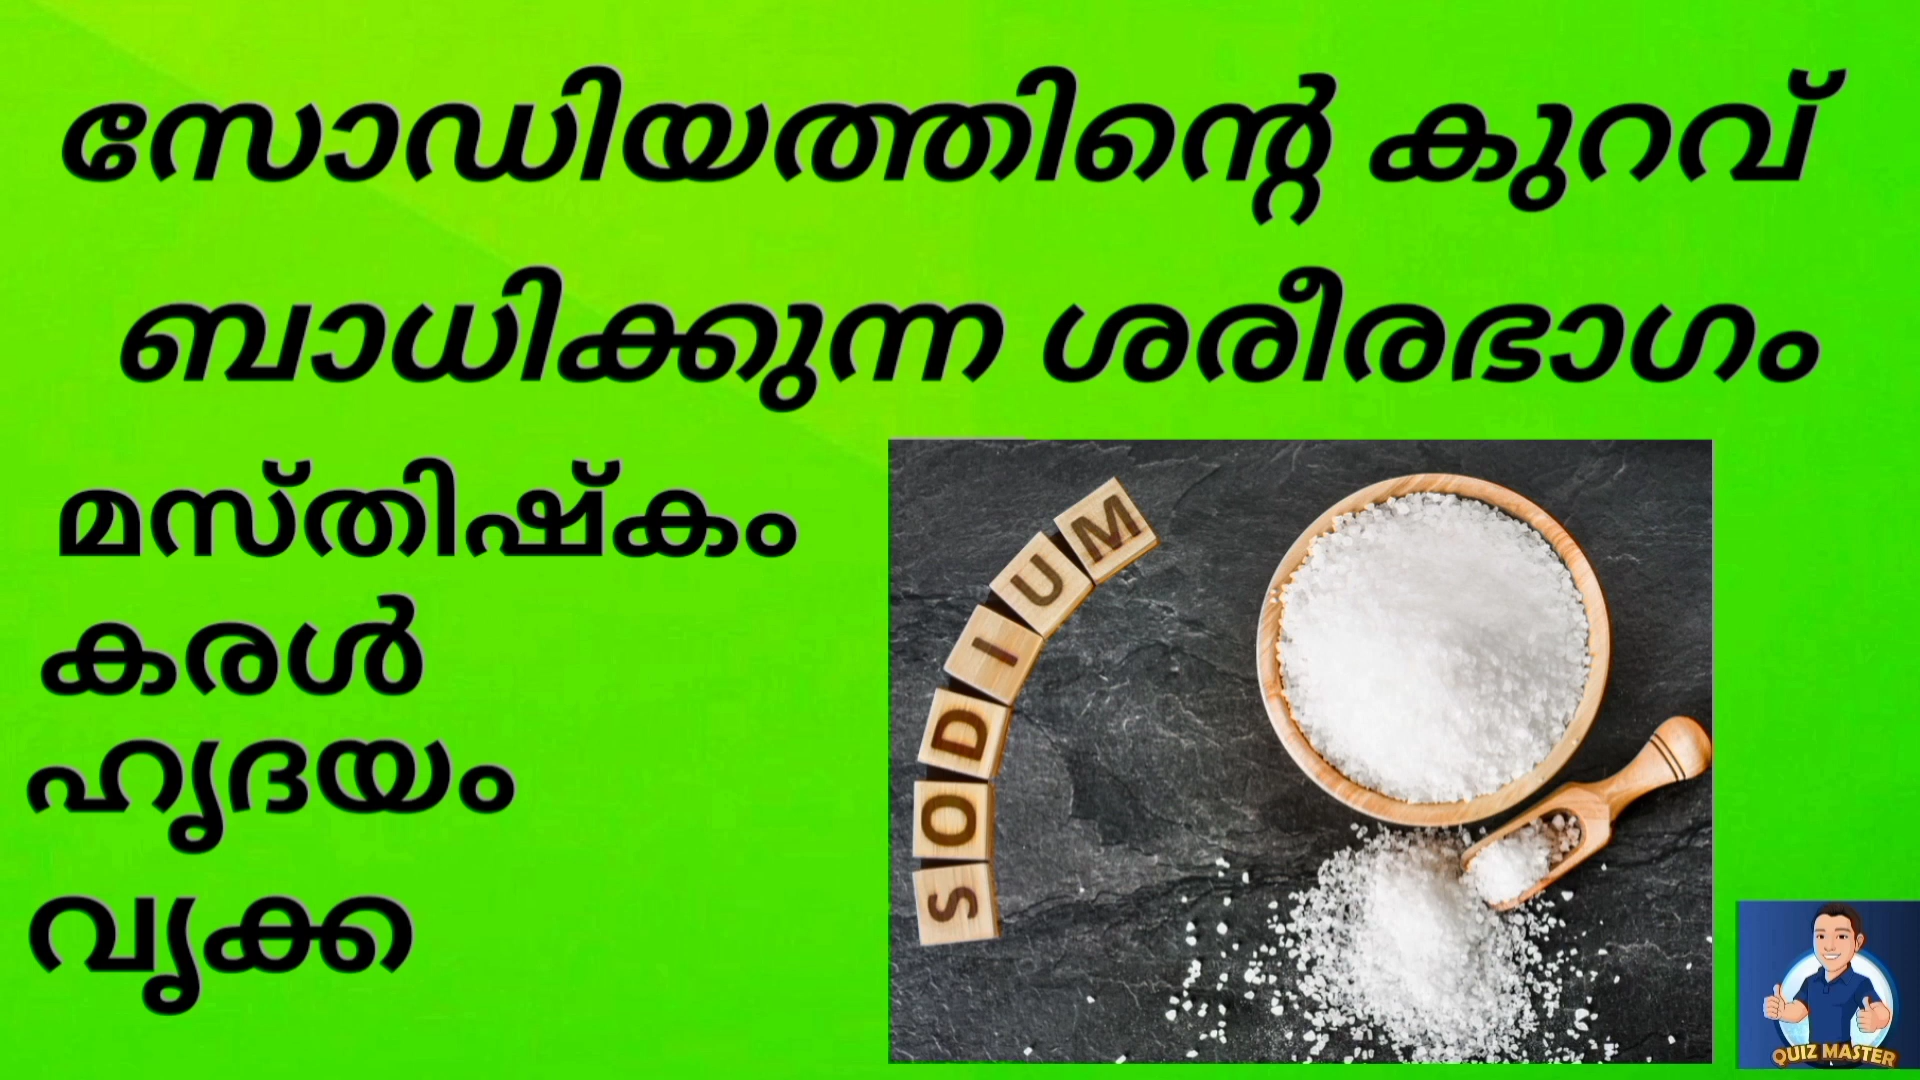 സോഡിയത്തിന്റെ കുറവ്
ബാധിക്കുന്ന ശരീരഭാഗം
മസ്തിഷ്കം
കരൾ
ഹൃദയം
വൃക്ക
SODIUM
QUIZ MASTER